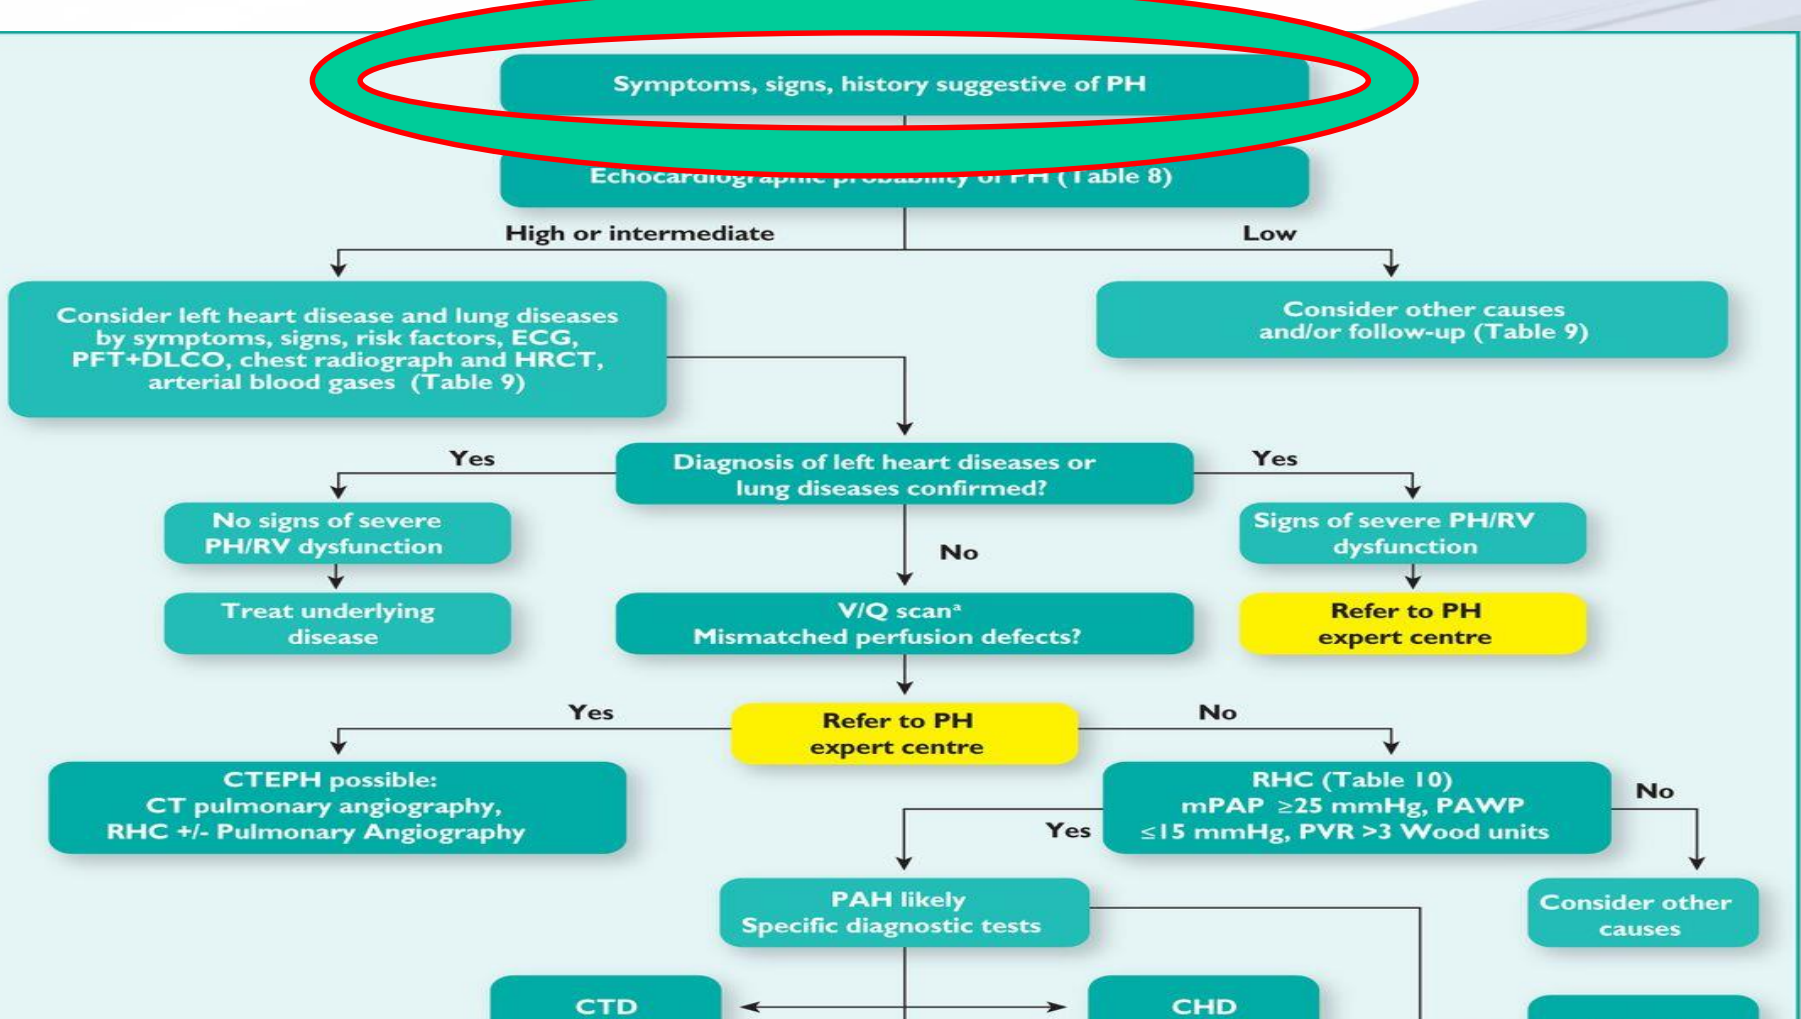 Symptoms, signs, history suggestive of PH
Echocardiographic probability of PH (Table 8)
High or intermediate
Low
Consider left heart disease and lung diseases
by symptoms, signs, risk factors, ECG,
PFT+DLCO, chest radiograph and HRCT,
arterial blood gases (Table 9)
Consider other causes
and/or follow-up (Table 9)
Yes
Diagnosis of left heart diseases or
lung diseases confirmed?
Yes
No signs of severe
PH/RV dysfunction
Signs of severe PH/RV
dysfunction
No
Treat underlying
disease
V/Q scanª
Mismatched perfusion defects?
Refer to PH
expert centre
Yes
Refer to PH
expert centre
No
CTEPH possible:
CT pulmonary angiography,
RHC +/- Pulmonary Angiography
RHC (Table 10)
mPAP ≥25 mmHg, PAWP
≤15 mmHg, PVR >3 Wood units
No
Yes
PAH likely
Specific diagnostic tests
Consider other
causes
CTD
CHD